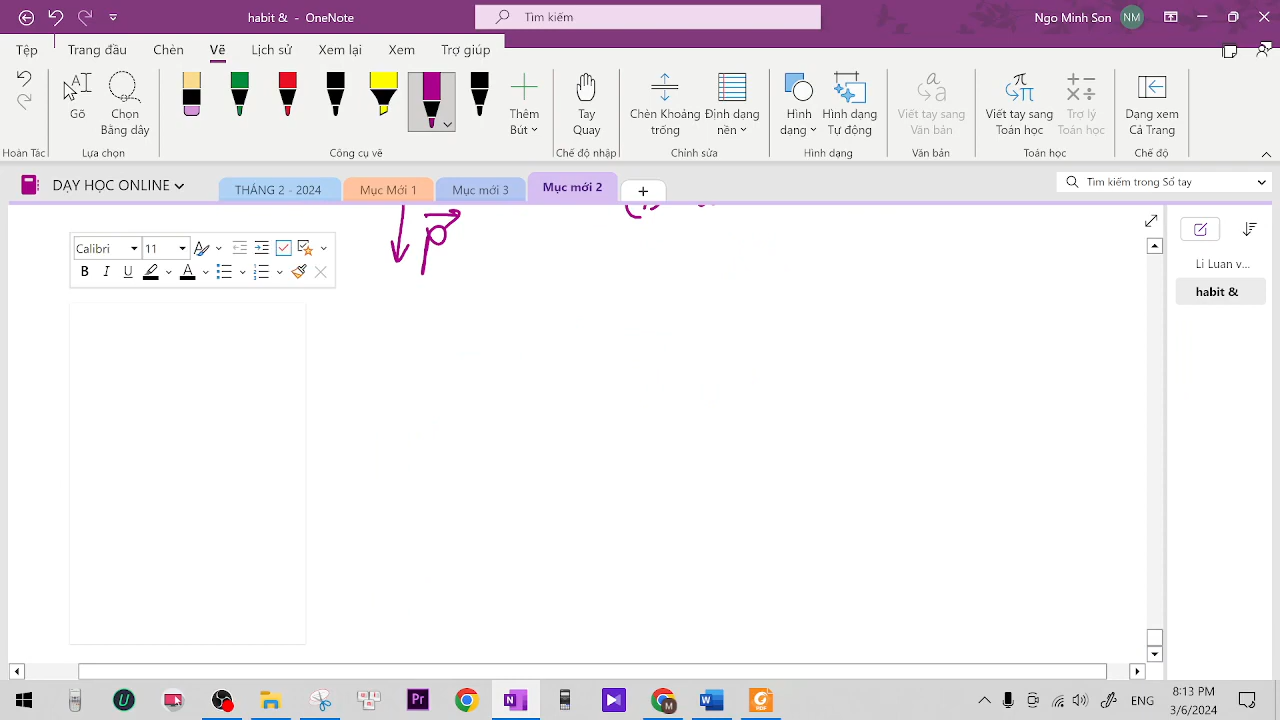 habit & - OneNote
Tìm kiếm
Ngo Minh Son
NM
Tệp
Trang đầu
Chèn
Vẽ
Lịch sử
Xem lại
Xem
Trợ giúp
Gõ
Chọn Bằng dây
Thêm Bút
Tay Quay
Chèn Khoảng trống
Định dạng nền
Hình dạng
Hình dạng Tự động
Viết tay sang Văn bản
Viết tay sang Toán học
Trợ lý Toán học
Dạng xem Cả Trang
Hoàn Tác
Lựa chọn
Công cụ vẽ
Chế độ nhập
Chỉnh sửa
Hình dạng
Văn bản
Toán học
Chế độ
DẠY HỌC ONLINE
THÁNG 2 - 2024
Mục Mới 1
Mục mới 3
Mục mới 2
Tìm kiếm trong Sổ tay
p
Calibri
11
B I U
A
Li Luan v...
habit &
ENG
8:13 PM
3/6/2024